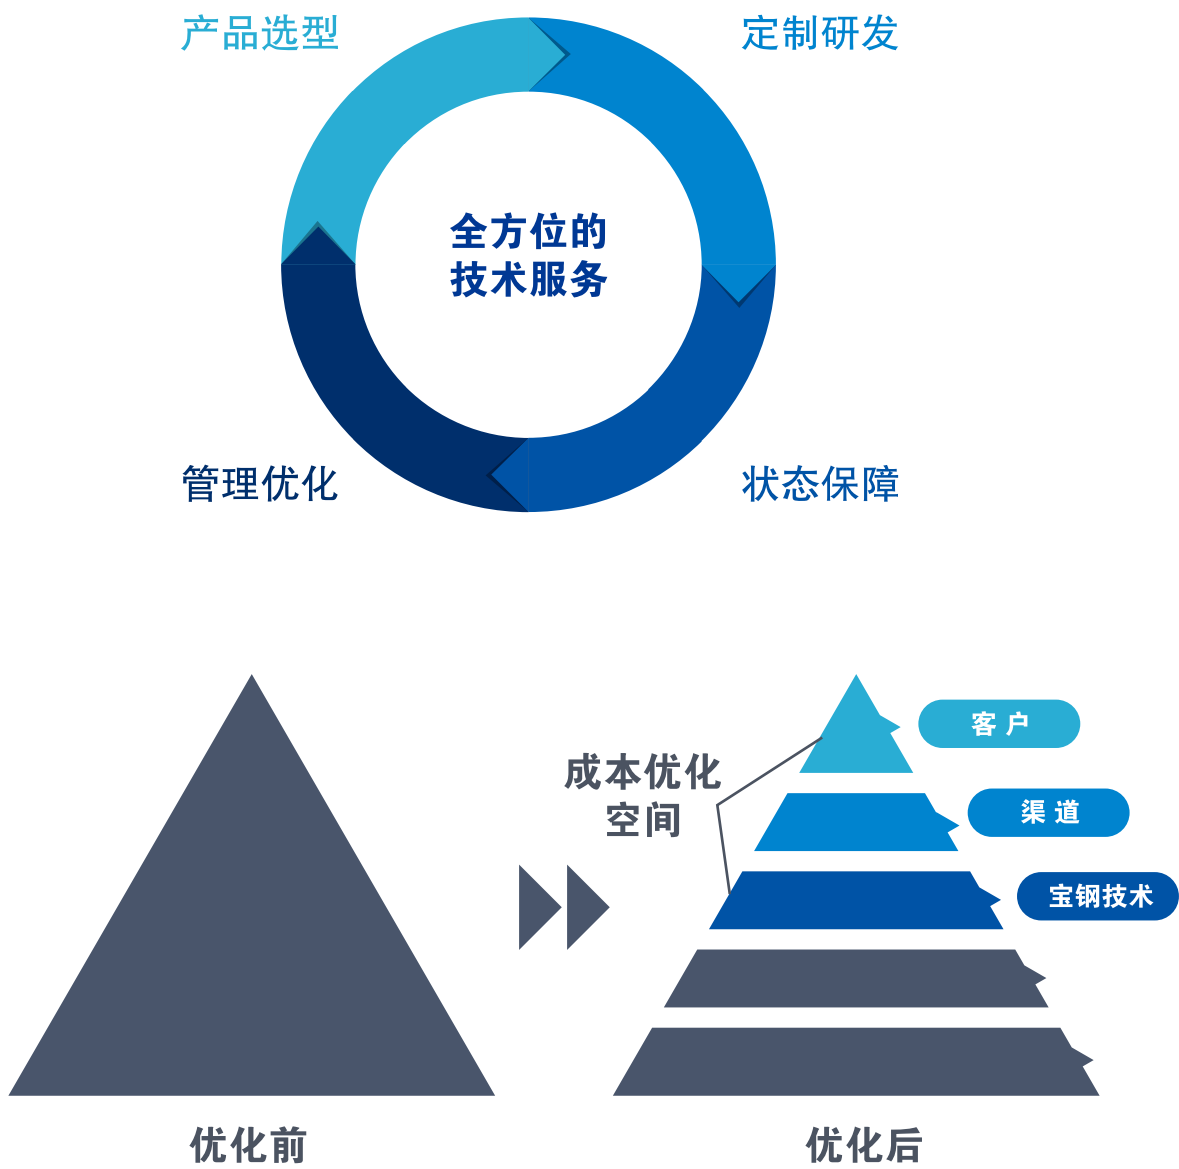 产品选型
定制研发
全方位的
技术服务
管理优化
状态保障
客户
成本优化
空间
渠道
宝钢技术
优化前
优化后